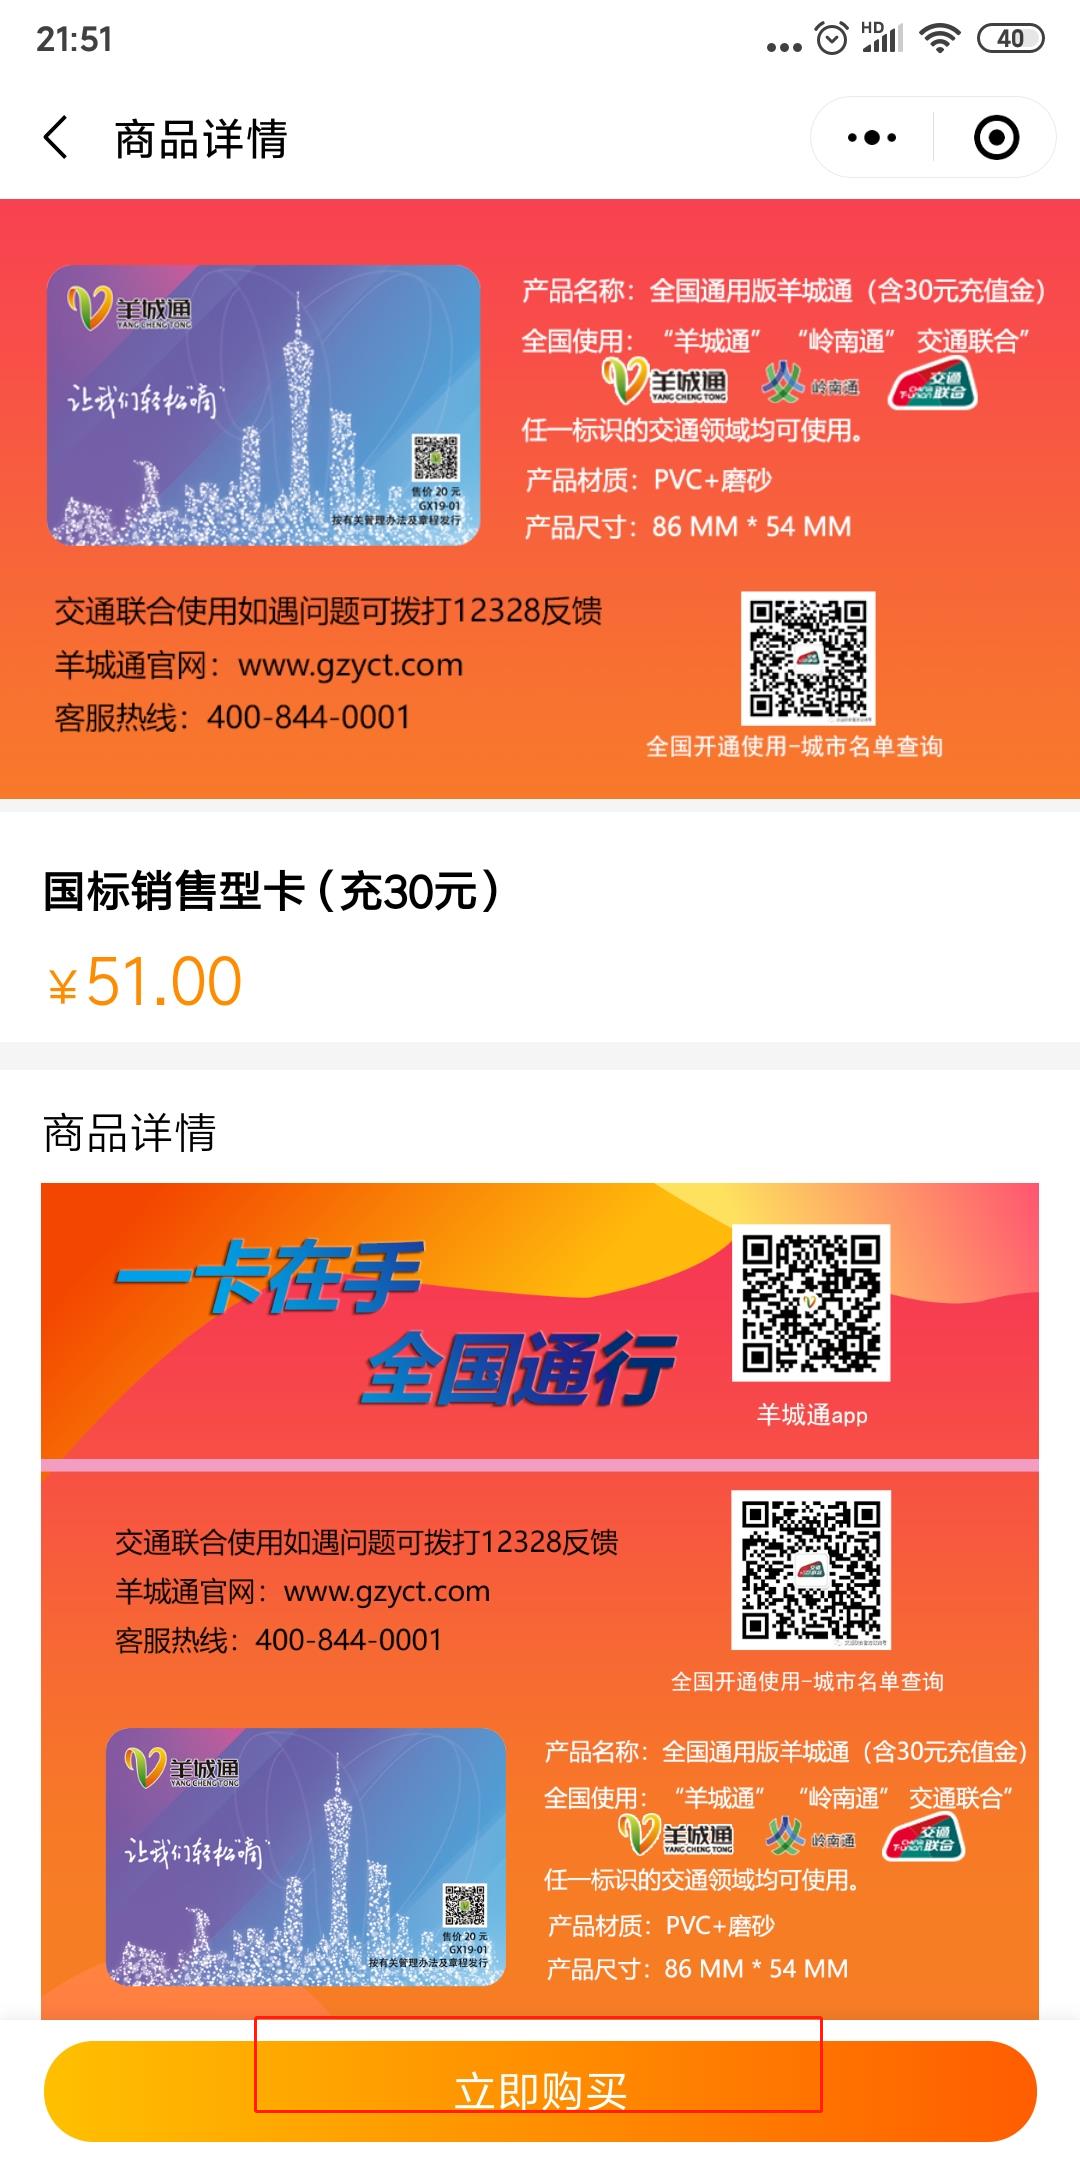 21:51
HD
40
商品详情
羊城通
YANG CHENG TONG
让我们轻松"嘀"
售价 20 元
GX19-01
按有关管理办法及章程发行
产品名称：全国通用版羊城通（含30元充值金）
全国使用：“羊城通” “岭南通” 交通联合”
羊城通
YANG CHENG TONG
岭南通
交通
联合
CHINA
T-UNION
任一标识的交通领域均可使用。
产品材质：PVC+磨砂
产品尺寸：86 MM * 54 MM
交通联合使用如遇问题可拨打12328反馈
羊城通官网：www.gzyct.com
客服热线：400-844-0001
全国开通使用-城市名单查询
国标销售型卡（充30元）
¥51.00
商品详情
一卡在手
全国通行
羊城通app
交通联合使用如遇问题可拨打12328反馈
羊城通官网：www.gzyct.com
客服热线：400-844-0001
全国开通使用-城市名单查询
羊城通
YANG CHENG TONG
让我们轻松"嘀"
售价 20 元
GX19-01
按有关管理办法及章程发行
产品名称：全国通用版羊城通（含30元充值金）
全国使用：“羊城通” “岭南通” 交通联合”
羊城通
YANG CHENG TONG
岭南通
交通
联合
CHINA
T-UNION
任一标识的交通领域均可使用。
产品材质：PVC+磨砂
产品尺寸：86 MM * 54 MM
立即购买